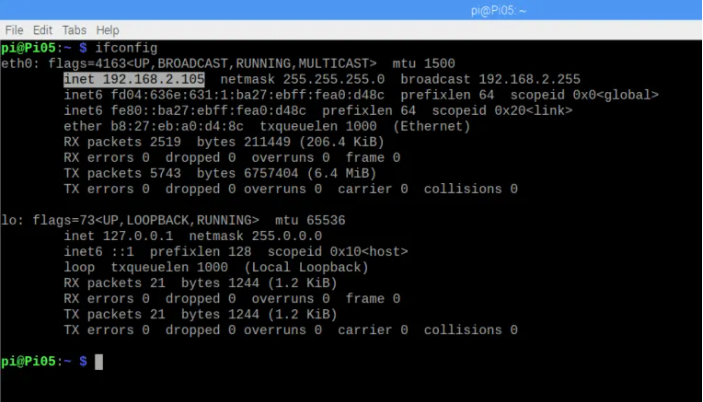 pi@Pi05: ~
File Edit Tabs Help
pi@Pi05:~ $ ifconfig
eth0: flags=4163<UP,BROADCAST,RUNNING,MULTICAST>  mtu 1500
        inet 192.168.2.105  netmask 255.255.255.0  broadcast 192.168.2.255
        inet6 fd04:636e:631:1:ba27:ebff:fea0:d48c  prefixlen 64  scopeid 0x0<global>
        inet6 fe80::ba27:ebff:fea0:d48c  prefixlen 64  scopeid 0x20<link>
        ether b8:27:eb:a0:d4:8c  txqueuelen 1000  (Ethernet)
        RX packets 2519  bytes 211449 (206.4 KiB)
        RX errors 0  dropped 0  overruns 0  frame 0
        TX packets 5743  bytes 6757404 (6.4 MiB)
        TX errors 0  dropped 0 overruns 0  carrier 0  collisions 0

lo: flags=73<UP,LOOPBACK,RUNNING>  mtu 65536
        inet 127.0.0.1  netmask 255.0.0.0
        inet6 ::1  prefixlen 128  scopeid 0x10<host>
        loop  txqueuelen 1000  (Local Loopback)
        RX packets 21  bytes 1244 (1.2 KiB)
        RX errors 0  dropped 0  overruns 0  frame 0
        TX packets 21  bytes 1244 (1.2 KiB)
        TX errors 0  dropped 0 overruns 0  carrier 0  collisions 0

pi@Pi05:~ $